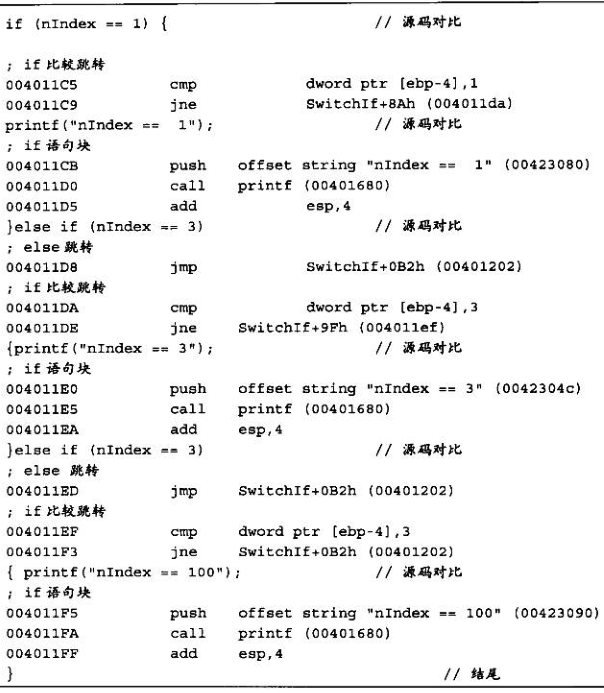 if (nIndex == 1) { // 源码对比
; if 比较跳转
004011C5 cmp dword ptr [ebp-4],1
004011C9 jne SwitchIf+8Ah (004011da)
printf("nIndex == 1"); // 源码对比
; if 语句块
004011CB push offset string "nIndex == 1" (00423080)
004011D0 call printf (00401680)
004011D5 add esp,4
}else if (nIndex == 3) // 源码对比
; else 跳转
004011D8 jmp SwitchIf+0B2h (00401202)
; if 比较跳转
004011DA cmp dword ptr [ebp-4],3
004011DE jne SwitchIf+9Fh (004011ef)
{printf("nIndex == 3"); // 源码对比
; if 语句块
004011E0 push offset string "nIndex == 3" (0042304c)
004011E5 call printf (00401680)
004011EA add esp,4
}else if (nIndex == 3) // 源码对比
; else 跳转
004011ED jmp SwitchIf+0B2h (00401202)
; if 比较跳转
004011EF cmp dword ptr [ebp-4],3
004011F3 jne SwitchIf+0B2h (00401202)
{ printf("nIndex == 100"); // 源码对比
; if 语句块
004011F5 push offset string "nIndex == 100" (00423090)
004011FA call printf (00401680)
004011FF add esp,4
} // 结尾